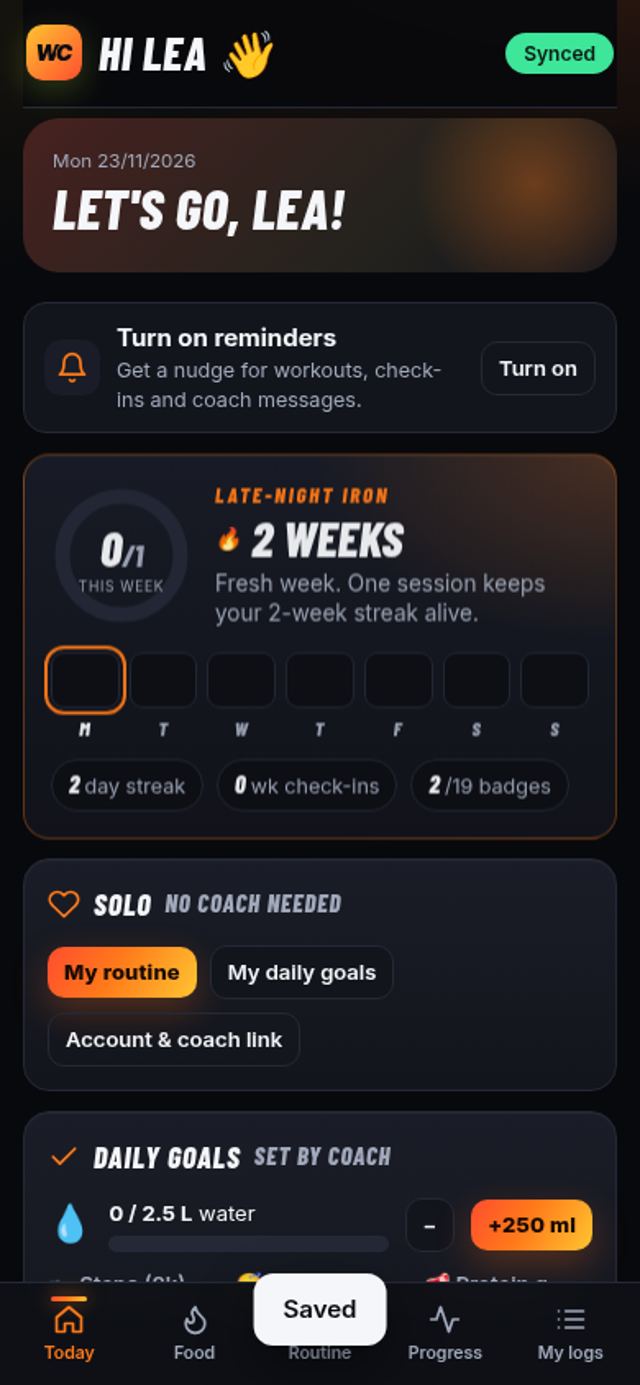 WC HI LEA 👋 Synced
Mon 23/11/2026
LET'S GO, LEA!
Turn on reminders
Get a nudge for workouts, check-
ins and coach messages.
Turn on
LATE-NIGHT IRON
🔥 2 WEEKS
Fresh week. One session keeps
your 2-week streak alive.
0/1
THIS WEEK
M T W T F S S
2 day streak 0 wk check-ins 2/19 badges
SOLO NO COACH NEEDED
My routine My daily goals
Account & coach link
DAILY GOALS SET BY COACH
0 / 2.5 L water – +250 ml
Saved
Today Food Routine Progress My logs